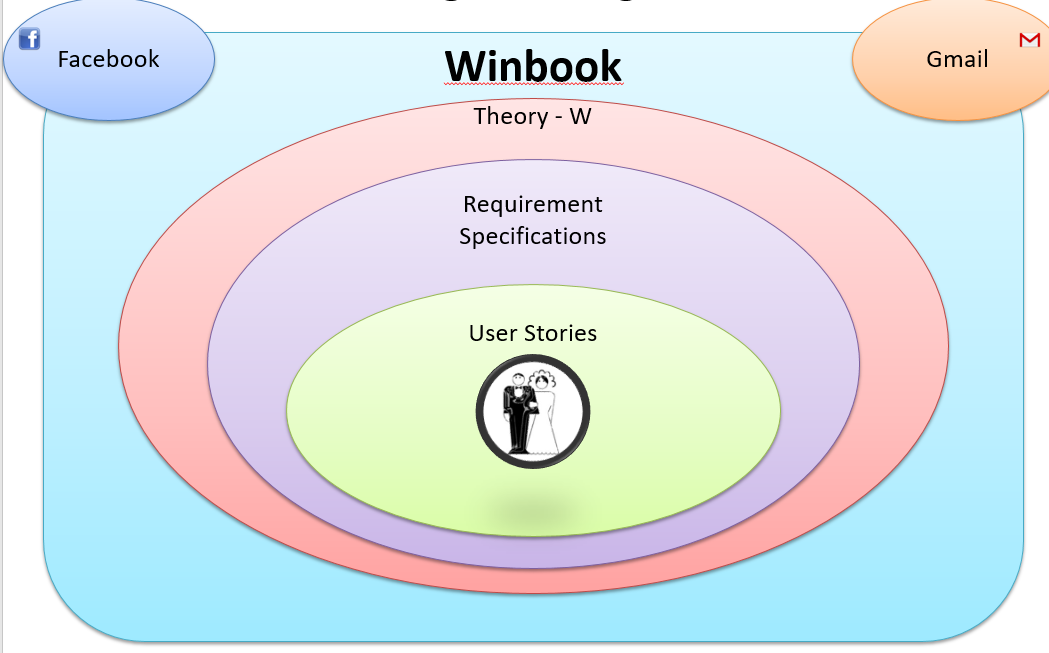 Facebook
Winbook
Gmail
Theory - W
Requirement
Specifications
User Stories